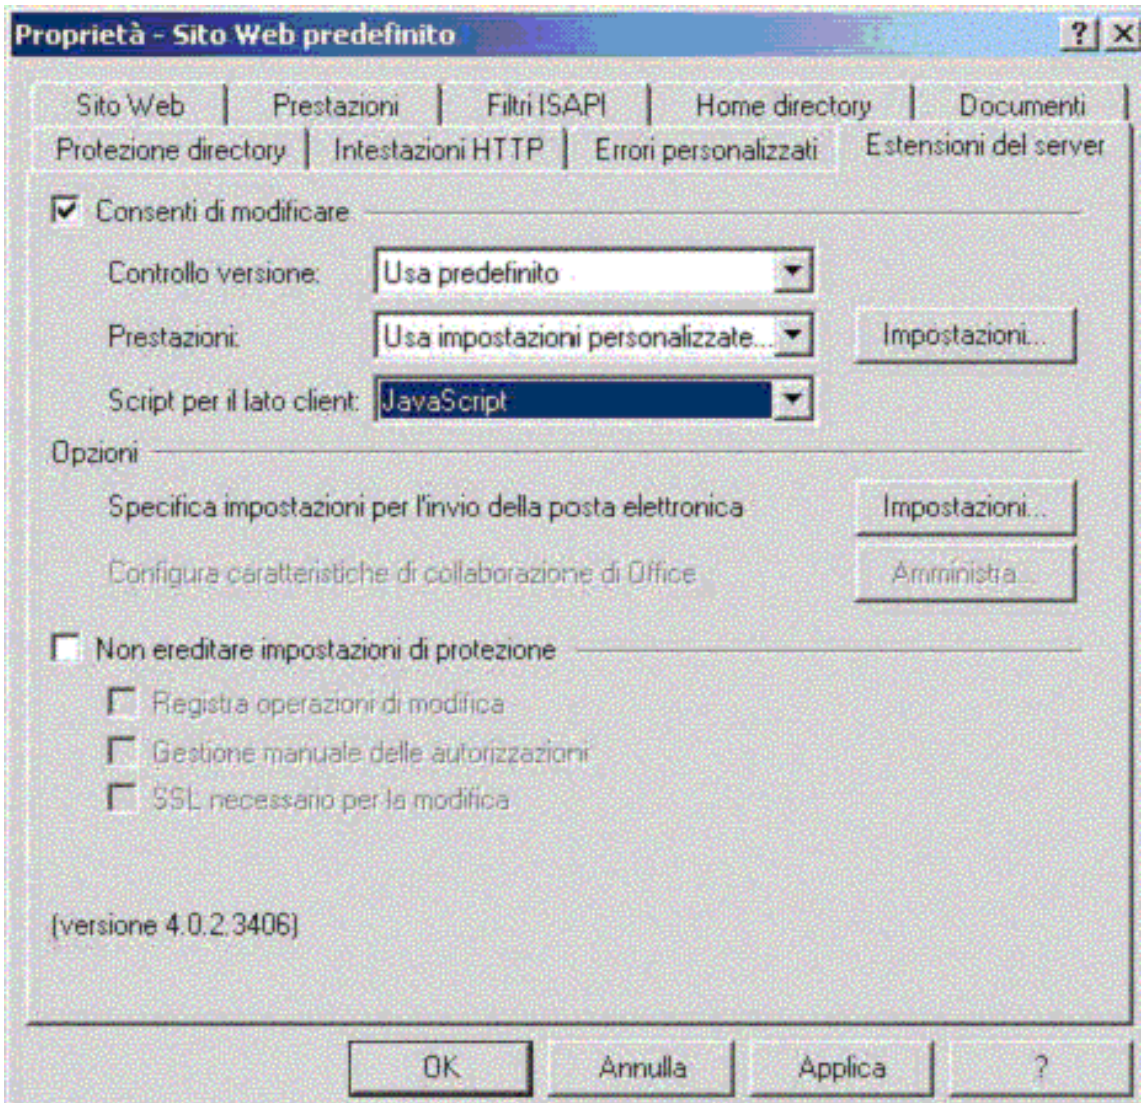 Proprietà - Sito Web predefinito
Sito Web Prestazioni Filtri ISAPI Home directory Documenti
Protezione directory Intestazioni HTTP Errori personalizzati Estensioni del server
Consenti di modificare
Controllo versione: Usa predefinito
Prestazioni: Usa impostazioni personalizzate... Impostazioni...
Script per il lato client: JavaScript
Opzioni
Specifica impostazioni per l'invio della posta elettronica Impostazioni...
Configura caratteristiche di collaborazione di Office Amministra...
Non ereditare impostazioni di protezione
Registra operazioni di modifica
Gestione manuale delle autorizzazioni
SSL necessario per la modifica
(versione 4.0.2.3406)
OK Annulla Applica ?